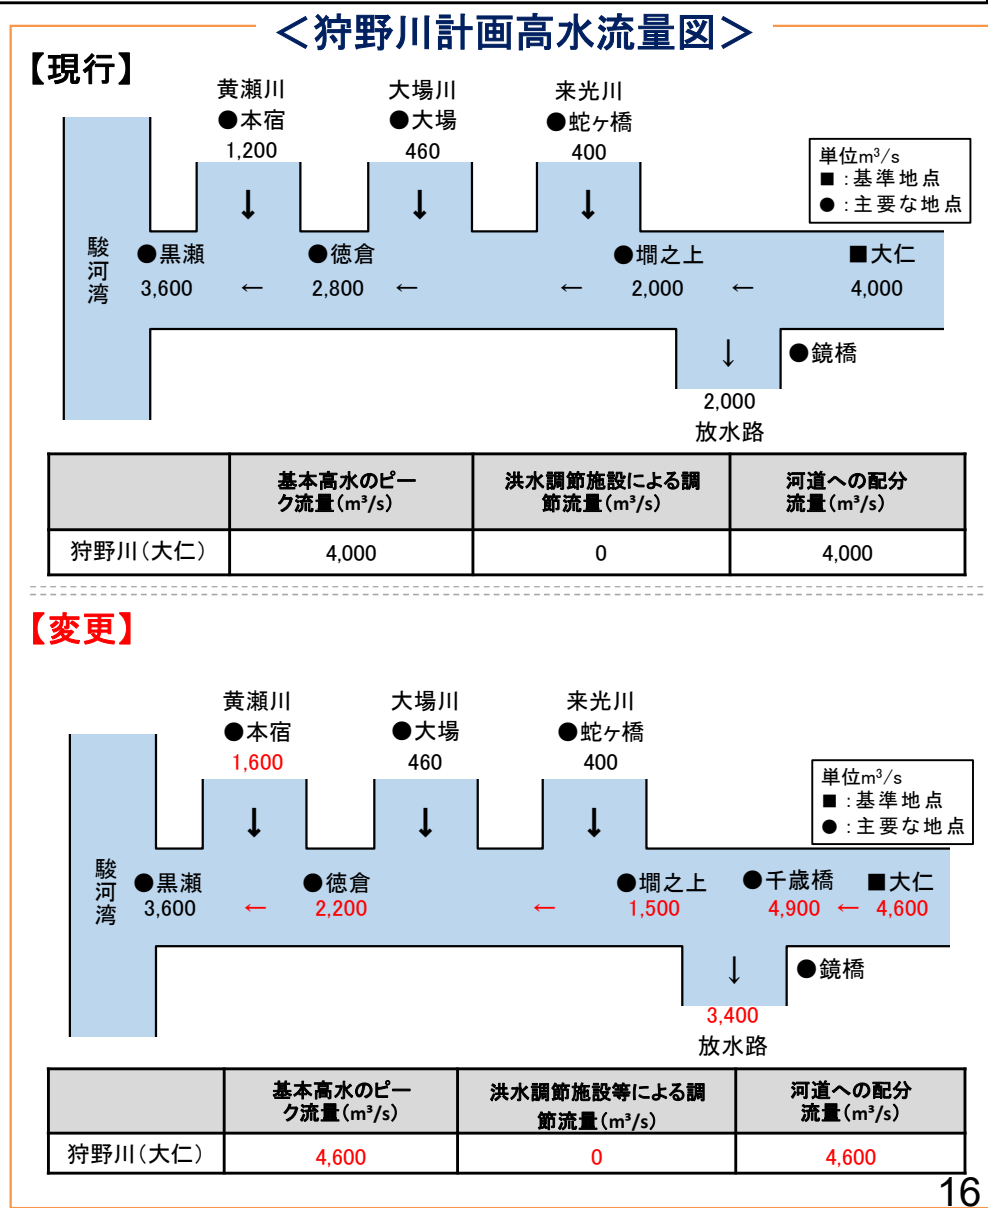 ＜狩野川計画高水流量図＞
【現行】
黄瀬川
●本宿
1,200
大場川
●大場
460
来光川
●蛇ヶ橋
400
単位m³/s
■：基準地点
●：主要な地点
駿河湾
●黒瀬
3,600
←
●徳倉
2,800
←
←
●墹之上
2,000
←
■大仁
4,000
↓
↓
↓
↓
●鏡橋
2,000
放水路
基本高水のピー
ク流量(m³/s)
洪水調節施設による調
節流量(m³/s)
河道への配分
流量(m³/s)
狩野川(大仁)
4,000
0
4,000
【変更】
黄瀬川
●本宿
1,600
大場川
●大場
460
来光川
●蛇ヶ橋
400
単位m³/s
■：基準地点
●：主要な地点
駿河湾
●黒瀬
3,600
←
●徳倉
2,200
←
●墹之上
1,500
●千歳橋
4,900
←
■大仁
4,600
↓
↓
↓
↓
●鏡橋
3,400
放水路
基本高水のピー
ク流量(m³/s)
洪水調節施設等による調
節流量(m³/s)
河道への配分
流量(m³/s)
狩野川(大仁)
4,600
0
4,600
16